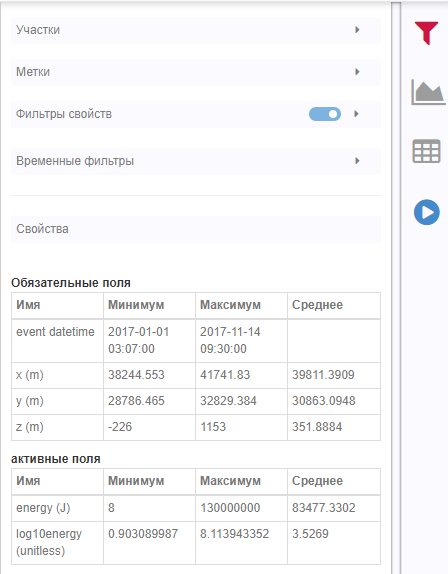 Участки
Метки
Фильтры свойств
Временные фильтры
Свойства
Обязательные поля
Имя Минимум Максимум Среднее
event datetime 2017-01-01 03:07:00 2017-11-14 09:30:00
x (m) 38244.553 41741.83 39811.3909
y (m) 28786.465 32829.384 30863.0948
z (m) -226 1153 351.8884
активные поля
Имя Минимум Максимум Среднее
energy (J) 8 130000000 83477.3302
log10energy (unitless) 0.903089987 8.113943352 3.5269